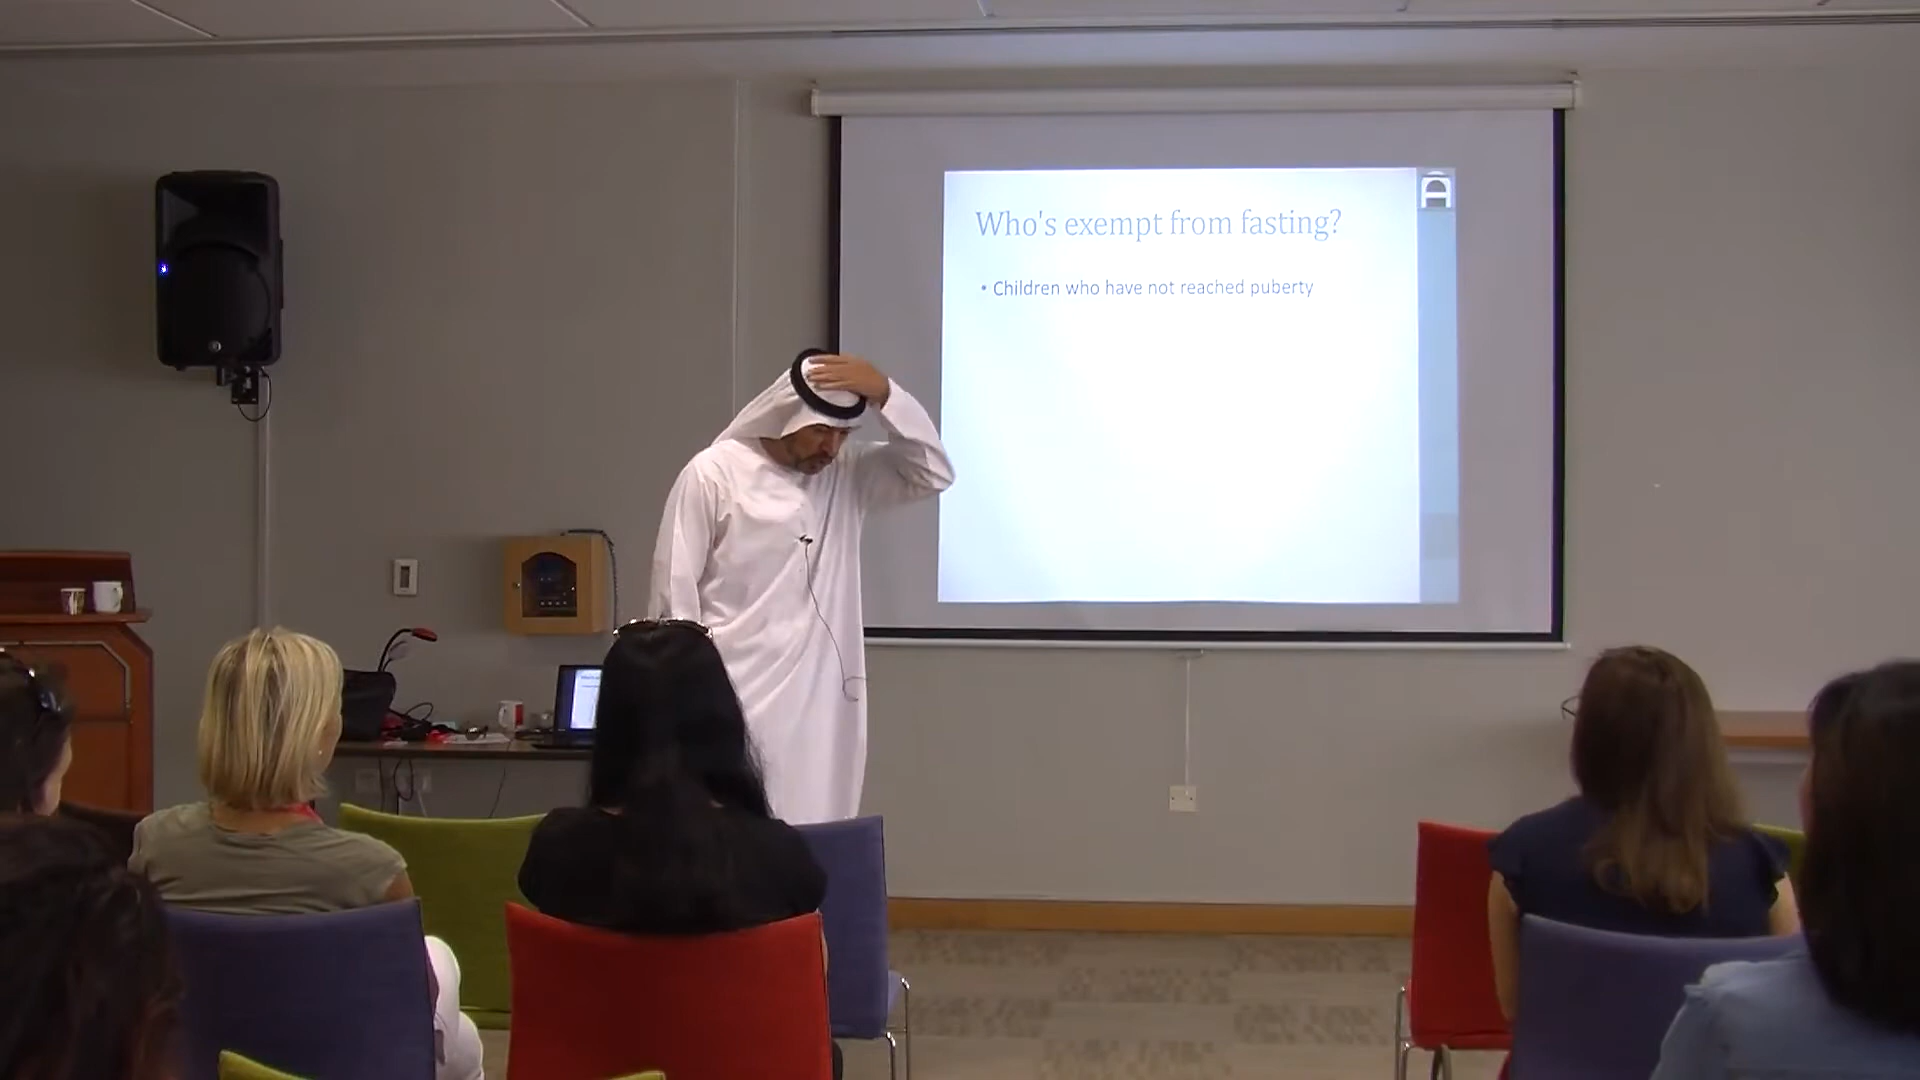 Who's exempt from fasting?
• Children who have not reached puberty